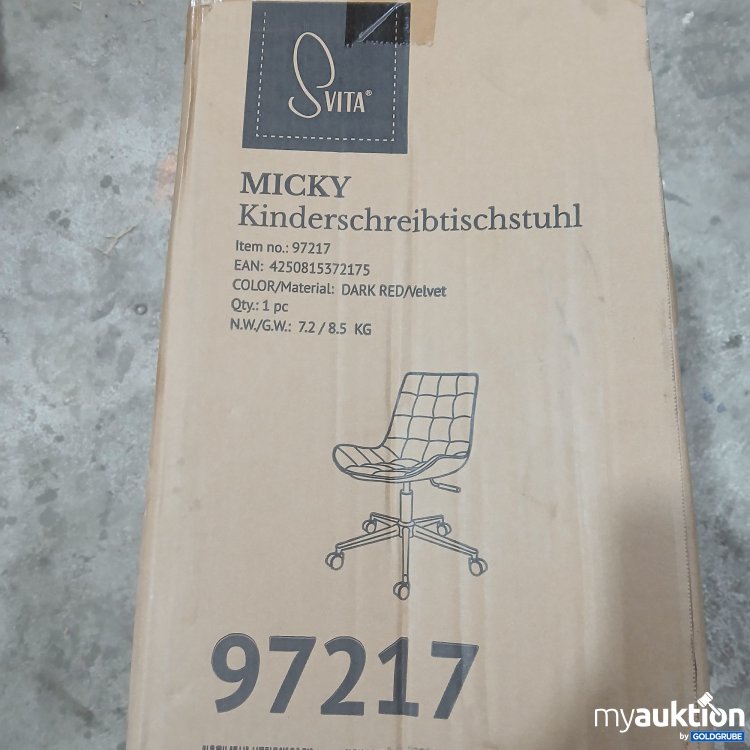 SVITA®
MICKY
Kinderschreibtischstuhl
Item no.: 97217
EAN: 4250815372175
COLOR/Material: DARK RED/Velvet
Qty.: 1 pc
N.W./G.W.: 7.2 / 8.5 KG
97217
myauktion
by GOLDGRUBE